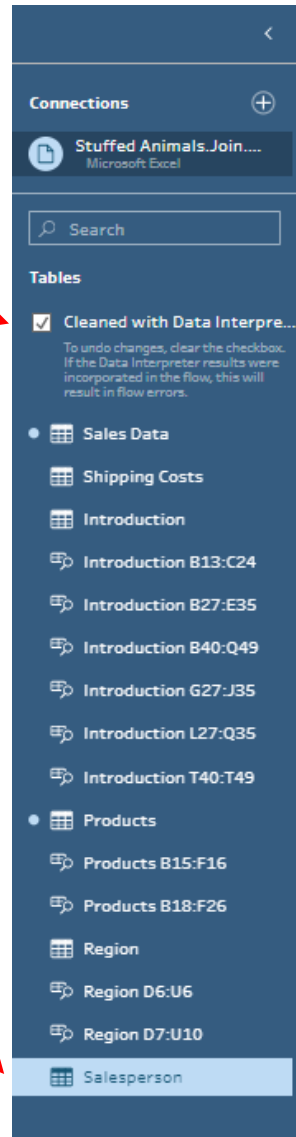 Connections
Stuffed Animals.Join....
Microsoft Excel
Search
Tables
Cleaned with Data Interpre...
To undo changes, clear the checkbox.
If the Data Interpreter results were
incorporated in the flow, this will
result in flow errors.
Sales Data
Shipping Costs
Introduction
Introduction B13:C24
Introduction B27:E35
Introduction B40:Q49
Introduction G27:J35
Introduction L27:Q35
Introduction T40:T49
Products
Products B15:F16
Products B18:F26
Region
Region D6:U6
Region D7:U10
Salesperson